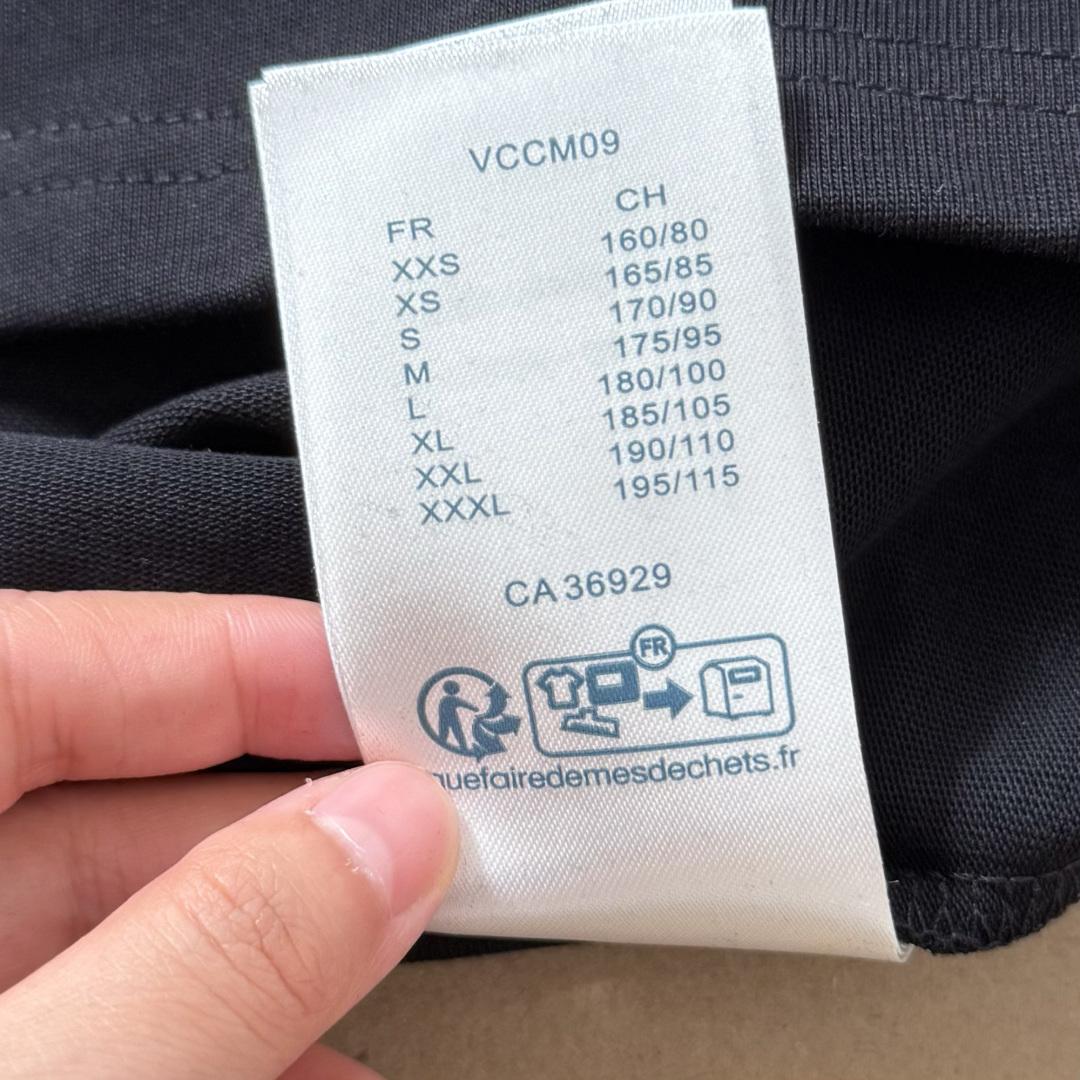 VCCM09
FR CH
XXS 160/80
XS 165/85
S 170/90
M 175/95
L 180/100
XL 185/105
XXL 190/110
XXXL 195/115
CA 36929
FR
quefairedemesdechets.fr